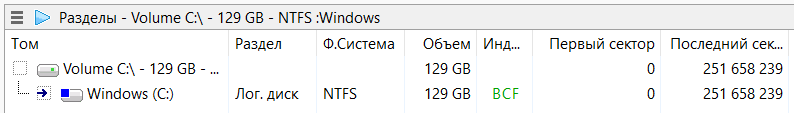 Разделы - Volume C:\ - 129 GB - NTFS :Windows
Том Раздел Ф.Система Объем Инд... Первый сектор Последний сек...
Volume C:\ - 129 GB - ... 129 GB 0 251 658 239
Windows (C:) Лог. диск NTFS 129 GB BCF 0 251 658 239